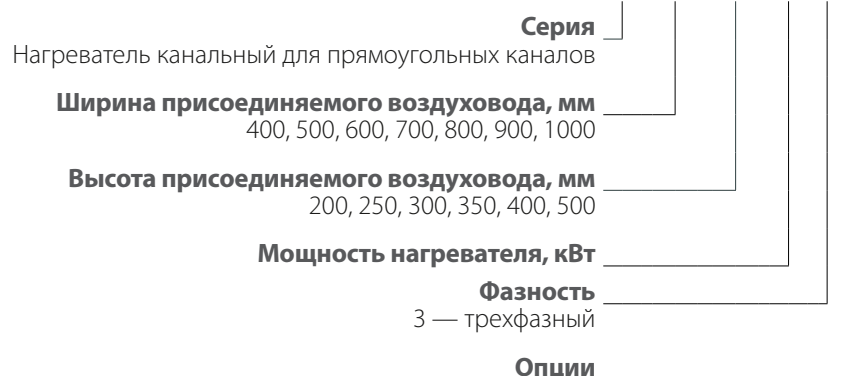 Серия
Нагреватель канальный для прямоугольных каналов
Ширина присоединяемого воздуховода, мм
400, 500, 600, 700, 800, 900, 1000
Высота присоединяемого воздуховода, мм
200, 250, 300, 350, 400, 500
Мощность нагревателя, кВт
Фазность
3 — трехфазный
Опции